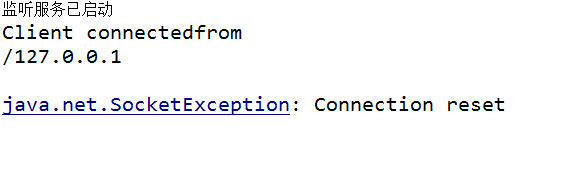 监听服务已启动
Client connectedfrom
/127.0.0.1
java.net.SocketException: Connection reset